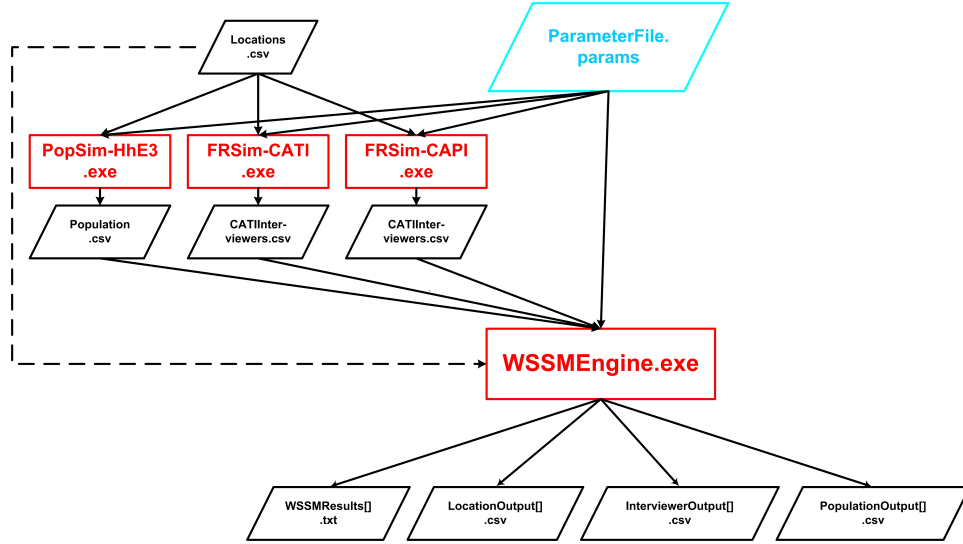 Locations
.csv
ParameterFile.
params
PopSim-HhE3
.exe
FRSim-CATI
.exe
FRSim-CAPI
.exe
Population
.csv
CATIInter-
viewers.csv
CATIInter-
viewers.csv
WSSMEngine.exe
WSSMResults[]
.txt
LocationOutput[]
.csv
InterviewerOutput[]
.csv
PopulationOutput[]
.csv